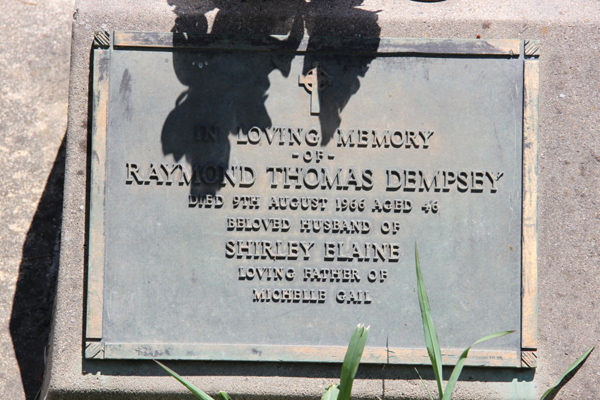 IN LOVING MEMORY
-OF-
RAYMOND THOMAS DEMPSEY
DIED 9TH AUGUST 1966 AGED 46
BELOVED HUSBAND OF
SHIRLEY ELAINE
LOVING FATHER OF
MICHELLE GAIL